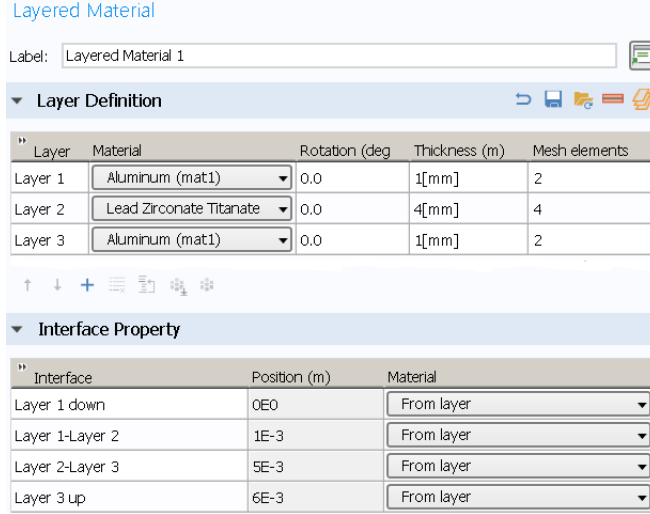 Layered Material
Label: Layered Material 1
Layer Definition
Layer Material Rotation (deg Thickness (m) Mesh elements
Layer 1 Aluminum (mat1) 0.0 1[mm] 2
Layer 2 Lead Zirconate Titanate 0.0 4[mm] 4
Layer 3 Aluminum (mat1) 0.0 1[mm] 2
Interface Property
Interface Position (m) Material
Layer 1 down 0E0 From layer
Layer 1-Layer 2 1E-3 From layer
Layer 2-Layer 3 5E-3 From layer
Layer 3 up 6E-3 From layer